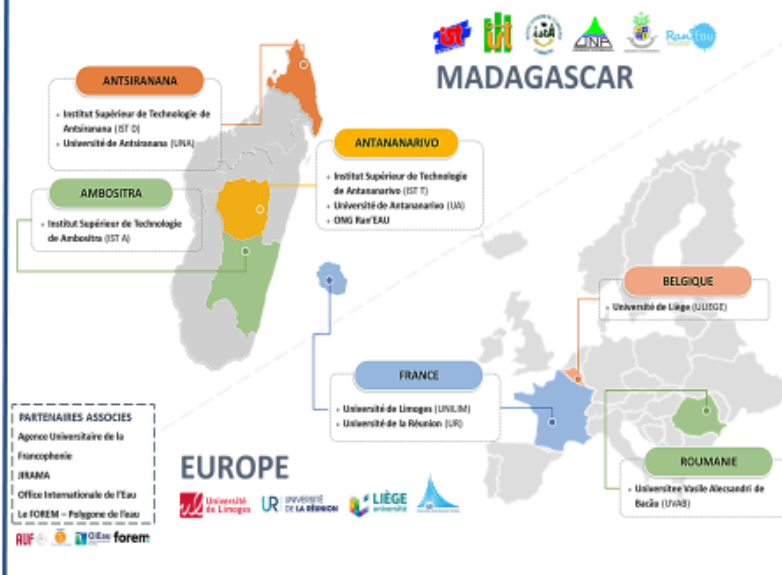 MADAGASCAR
ist
ist
istA
UNA
Ran'Eau
ANTSIRANANA
+ Institut Supérieur de Technologie de
Antsiranana (IST D)
+ Université de Antsiranana (UNA)
ANTANANARIVO
+ Institut Supérieur de Technologie
de Antananarivo (IST T)
+ Université de Antananarivo (UA)
+ ONG Ran'EAU
AMBOSITRA
+ Institut Supérieur de Technologie
de Ambositra (IST A)
BELGIQUE
+ Université de Liège (ULIEGE)
FRANCE
+ Université de Limoges (UNILIM)
+ Université de la Réunion (UR)
ROUMANIE
+ Universitee Vasile Alecsandri de
Bacău (UVAB)
PARTENAIRES ASSOCIES
Agence Universitaire de la
Francophonie
JIRAMA
Office Internationale de l'Eau
Le FOREM – Polygone de l'eau
AUF
OiEau
forem
EUROPE
Université
de Limoges
UR
UNIVERSITÉ
DE LA RÉUNION
LIÈGE
université